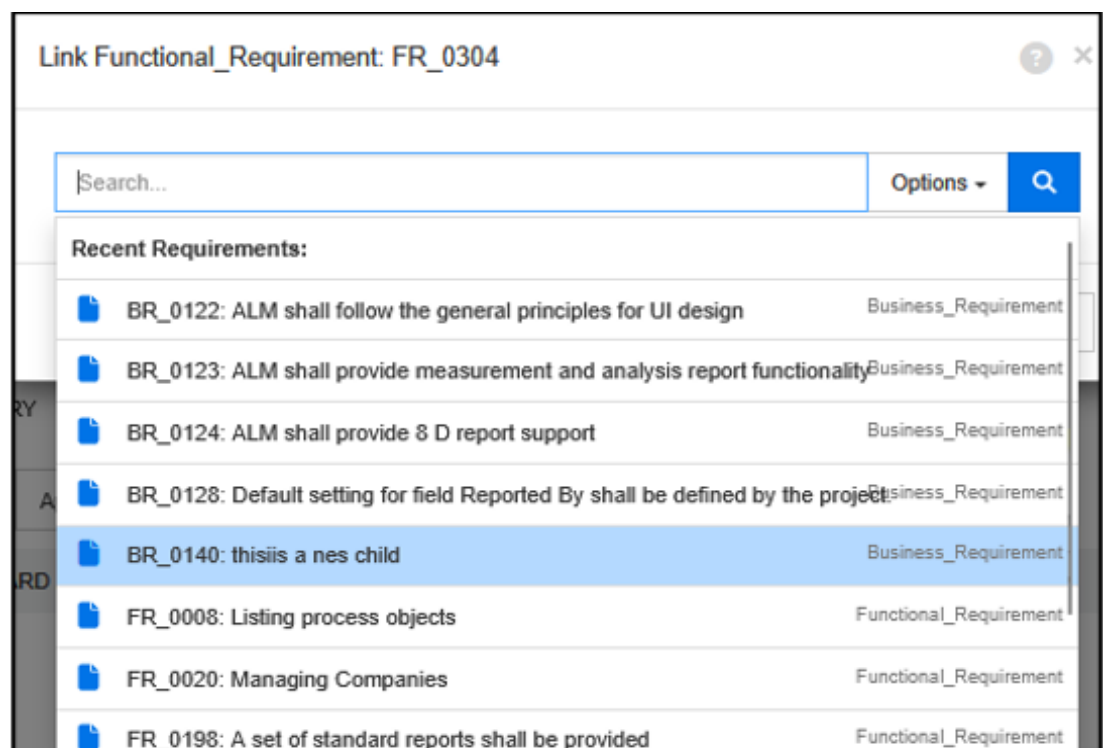 Link Functional_Requirement: FR_0304 ? ×
Search... Options
Recent Requirements:
BR_0122: ALM shall follow the general principles for UI design Business_Requirement
BR_0123: ALM shall provide measurement and analysis report functionality Business_Requirement
BR_0124: ALM shall provide 8 D report support Business_Requirement
RY
BR_0128: Default setting for field Reported By shall be defined by the project. Business_Requirement
A
BR_0140: thisiis a nes child Business_Requirement
ARD
FR_0008: Listing process objects Functional_Requirement
FR_0020: Managing Companies Functional_Requirement
FR_0198: A set of standard reports shall be provided Functional_Requirement